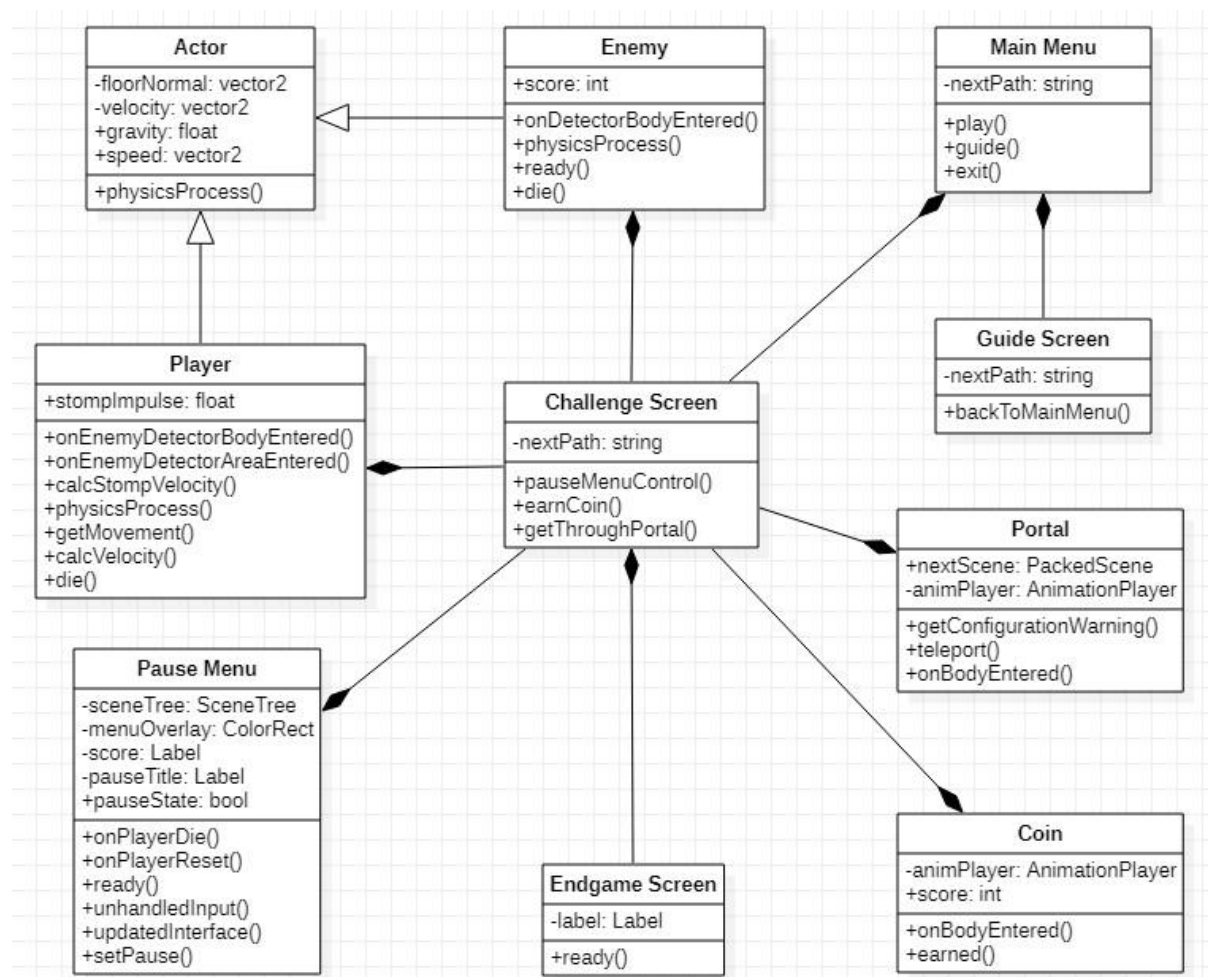 Actor
-floorNormal: vector2
-velocity: vector2
+gravity: float
+speed: vector2
+physicsProcess()
Enemy
+score: int
+onDetectorBodyEntered()
+physicsProcess()
+ready()
+die()
Main Menu
-nextPath: string
+play()
+guide()
+exit()
Guide Screen
-nextPath: string
+backToMainMenu()
Player
+stompImpulse: float
+onEnemyDetectorBodyEntered()
+onEnemyDetectorAreaEntered()
+calcStompVelocity()
+physicsProcess()
+getMovement()
+calcVelocity()
+die()
Challenge Screen
-nextPath: string
+pauseMenuControl()
+earnCoin()
+getThroughPortal()
Portal
+nextScene: PackedScene
-animPlayer: AnimationPlayer
+getConfigurationWarning()
+teleport()
+onBodyEntered()
Pause Menu
-sceneTree: SceneTree
-menuOverlay: ColorRect
-score: Label
-pauseTitle: Label
+pauseState: bool
+onPlayerDie()
+onPlayerReset()
+ready()
+unhandledInput()
+updatedInterface()
+setPause()
Endgame Screen
-label: Label
+ready()
Coin
-animPlayer: AnimationPlayer
+score: int
+onBodyEntered()
+earned()